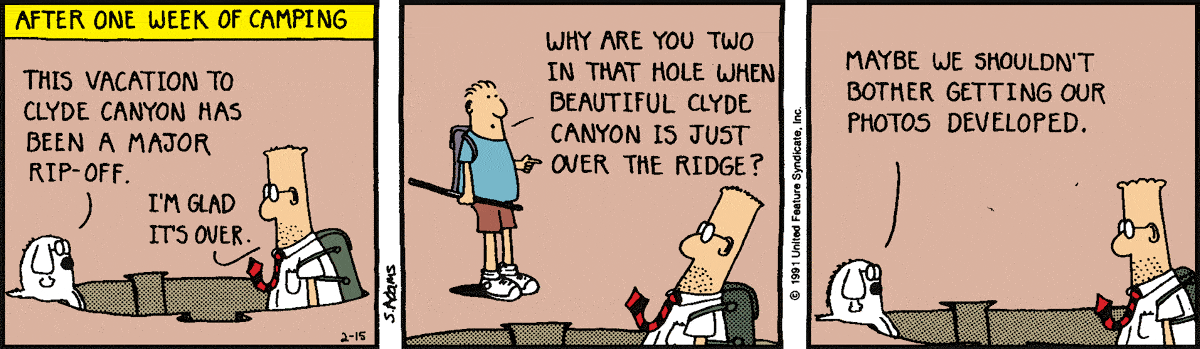 AFTER ONE WEEK OF CAMPING
THIS VACATION TO
CLYDE CANYON HAS
BEEN A MAJOR
RIP-OFF.
I'M GLAD
IT'S OVER.
2-15
S. ADAMS
WHY ARE YOU TWO
IN THAT HOLE WHEN
BEAUTIFUL CLYDE
CANYON IS JUST
OVER THE RIDGE?
© 1991 United Feature Syndicate, Inc.
MAYBE WE SHOULDN'T
BOTHER GETTING OUR
PHOTOS DEVELOPED.